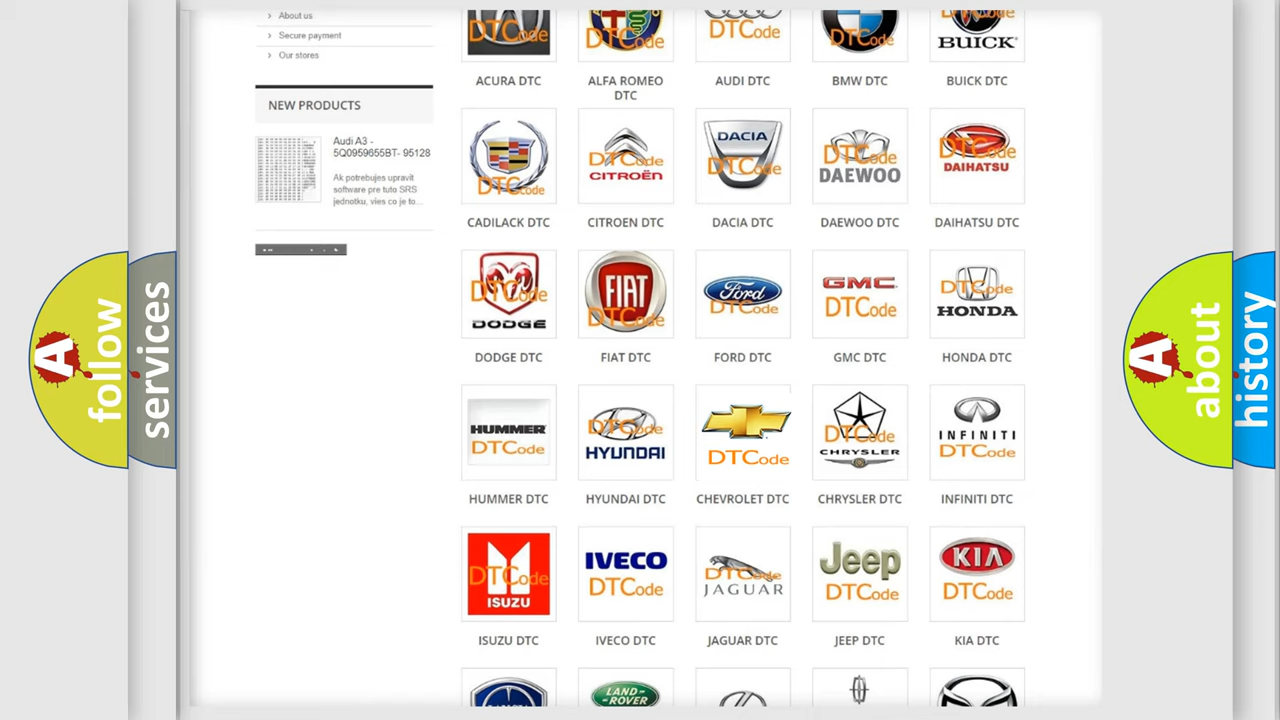 About us
Secure payment
Our stores
NEW PRODUCTS
Audi A3 -
5Q0959655BT- 95128
Ak potrebujes upravit
software pre tuto SRS
jednotku, vies co je to...
DTCode
DTCode
DTCode
DTCode
BUICK
ACURA DTC
ALFA ROMEO
DTC
AUDI DTC
BMW DTC
BUICK DTC
DTCode
DTCode
CITROËN
DACIA
DTCode
DTCode
DAEWOO
DTCode
DAIHATSU
CADILACK DTC
CITROEN DTC
DACIA DTC
DAEWOO DTC
DAIHATSU DTC
DTCode
DODGE
FIAT
DTCode
Ford
DTCode
GMC
DTCode
DTCode
HONDA
DODGE DTC
FIAT DTC
FORD DTC
GMC DTC
HONDA DTC
HUMMER
DTCode
DTCode
HYUNDAI
DTCode
DTCode
CHRYSLER
INFINITI
DTCode
HUMMER DTC
HYUNDAI DTC
CHEVROLET DTC
CHRYSLER DTC
INFINITI DTC
DTCode
ISUZU
IVECO
DTCode
DTCode
JAGUAR
Jeep
DTCode
KIA
DTCode
ISUZU DTC
IVECO DTC
JAGUAR DTC
JEEP DTC
KIA DTC
LAND-
ROVER
A
follow
services
A
about
history